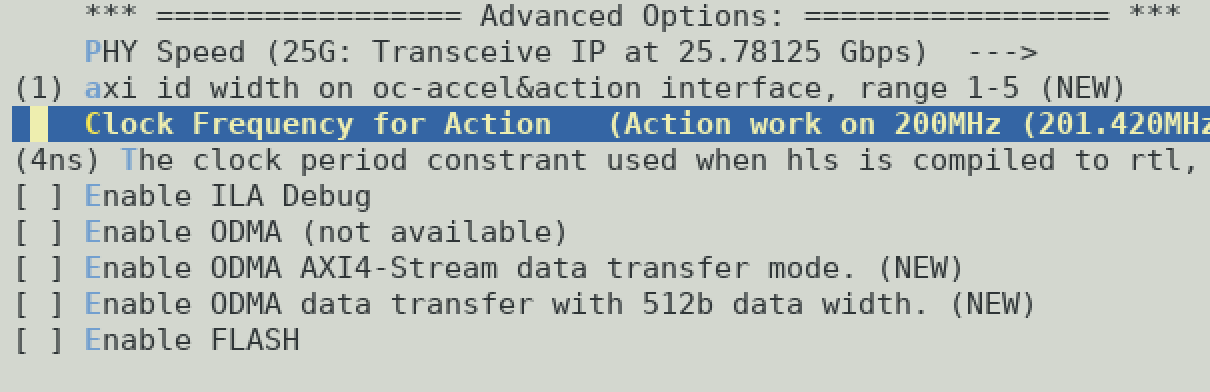 *** ================= Advanced Options: ================= ***
PHY Speed (25G: Transceive IP at 25.78125 Gbps)  --->
(1) axi id width on oc-accel&action interface, range 1-5 (NEW)
Clock Frequency for Action   (Action work on 200MHz (201.420MHz
(4ns) The clock period constrant used when hls is compiled to rtl,
[ ] Enable ILA Debug
[ ] Enable ODMA (not available)
[ ] Enable ODMA AXI4-Stream data transfer mode. (NEW)
[ ] Enable ODMA data transfer with 512b data width. (NEW)
[ ] Enable FLASH